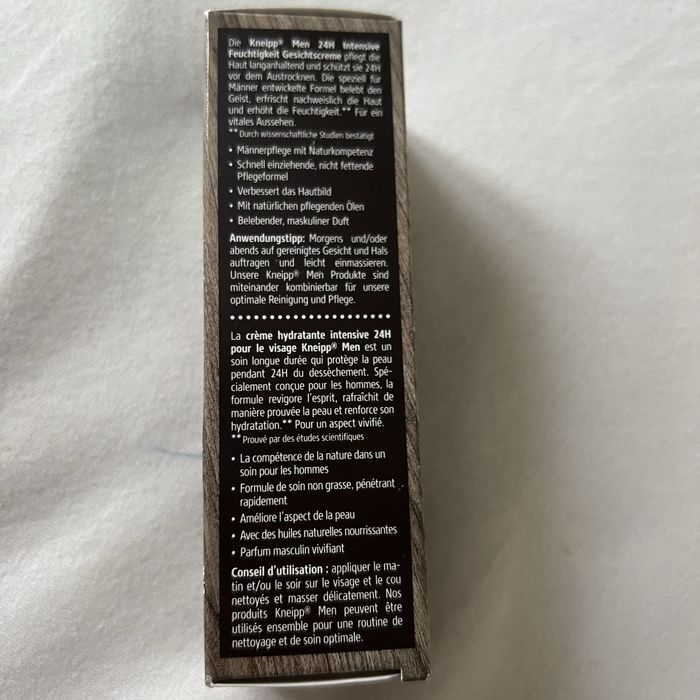 Die Kneipp® Men 24H Intensive
Feuchtigkeit Gesichtscreme pflegt die
Haut langanhaltend und schützt sie 24H
vor dem Austrocknen. Die speziell für
Männer entwickelte Formel belebt den
Geist, erfrischt nachweislich die Haut
und erhöht die Feuchtigkeit.** Für ein
vitales Aussehen.
**Durch wissenschaftliche Studien bestätigt
• Männerpflege mit Naturkompetenz
• Schnell einziehende, nicht fettende
Pflegeformel
• Verbessert das Hautbild
• Mit natürlichen pflegenden Ölen
• Belebender, maskuliner Duft
Anwendungstipp: Morgens und/oder
abends auf gereinigtes Gesicht und Hals
auftragen und leicht einmassieren.
Unsere Kneipp® Men Produkte sind
miteinander kombinierbar für unsere
optimale Reinigung und Pflege.
La crème hydratante intensive 24H
pour le visage Kneipp® Men est un
soin longue durée qui protège la peau
pendant 24H du dessèchement. Spé-
cialement conçue pour les hommes, la
formule revigore l'esprit, rafraîchit de
manière prouvée la peau et renforce son
hydratation.** Pour un aspect vivifié.
**Prouvé par des études scientifiques
• La compétence de la nature dans un
soin pour les hommes
• Formule de soin non grasse, pénétrant
rapidement
• Améliore l'aspect de la peau
• Avec des huiles naturelles nourrissantes
• Parfum masculin vivifiant
Conseil d'utilisation : appliquer le ma-
tin et/ou le soir sur le visage et le cou
nettoyés et masser délicatement. Nos
produits Kneipp® Men peuvent être
utilisés ensemble pour une routine de
nettoyage et de soin optimale.